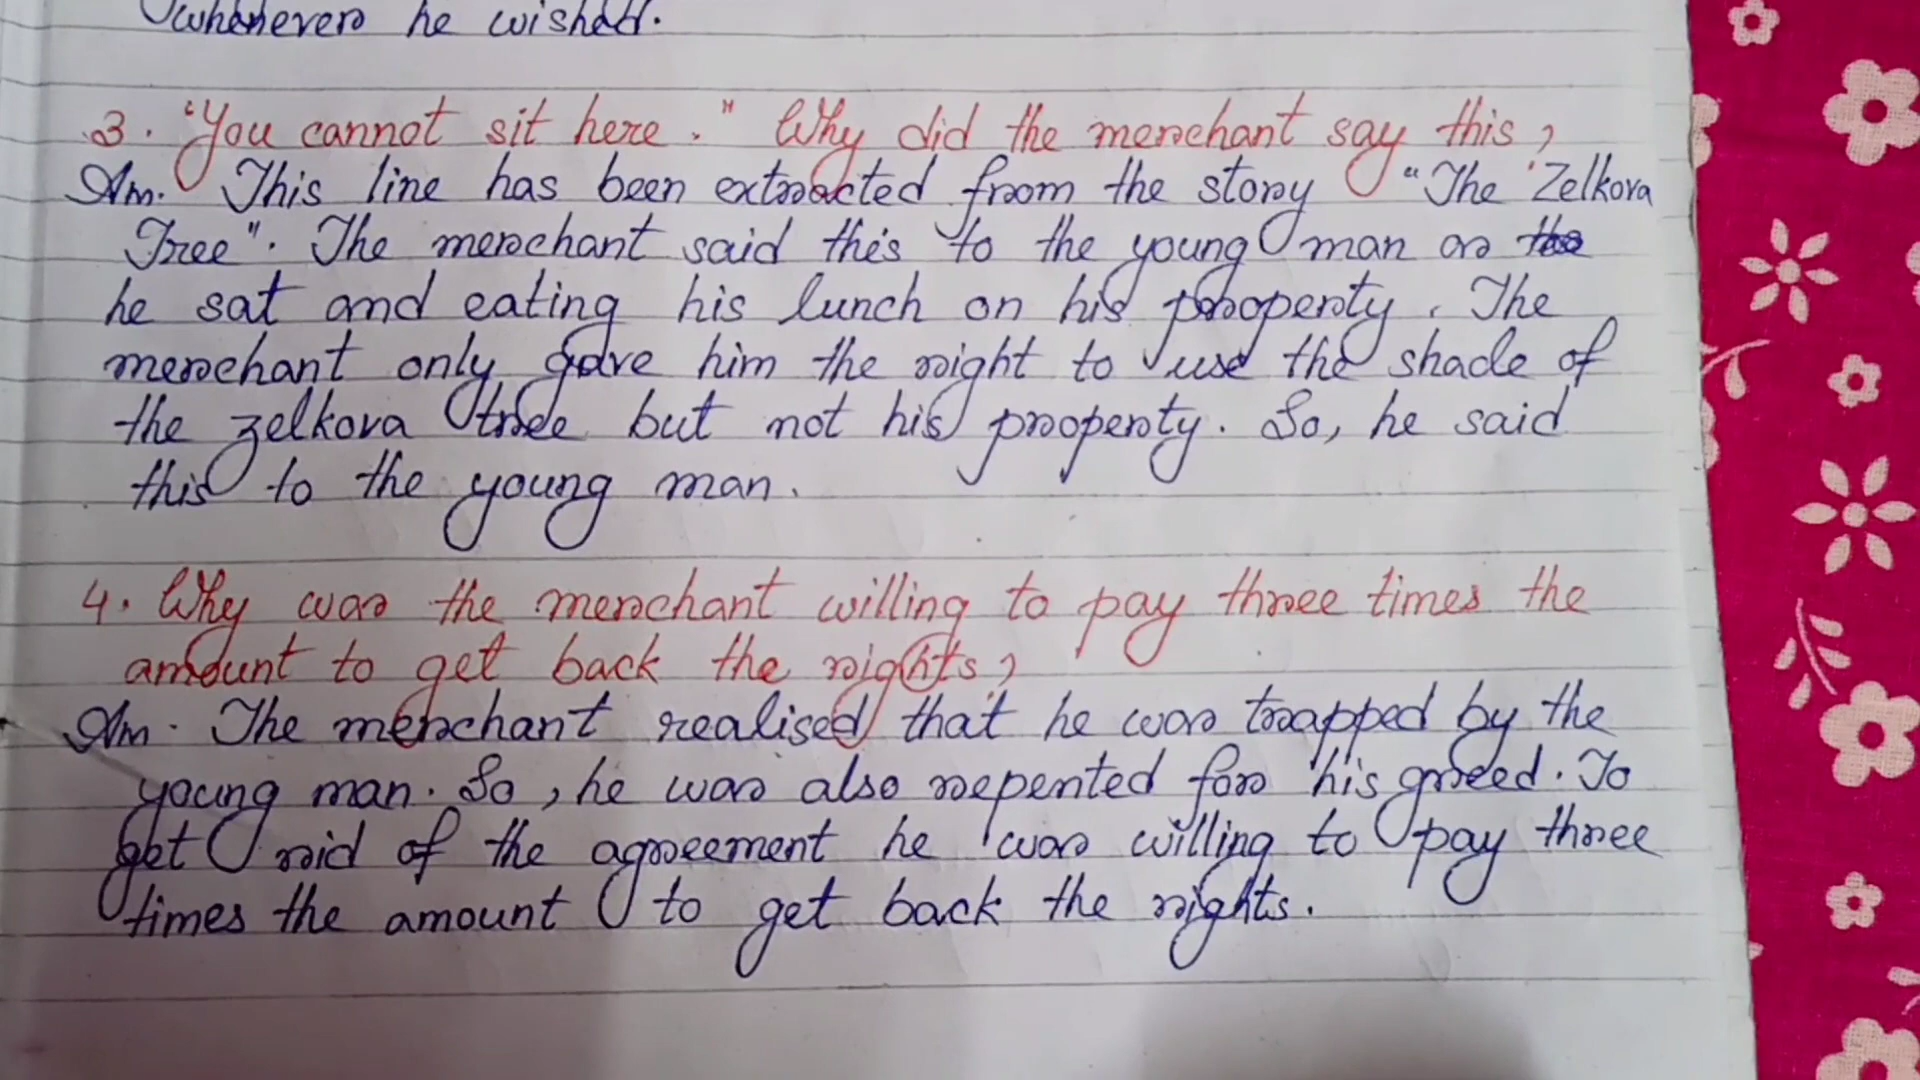 whenever he wished.
3. "You cannot sit here." Why did the merchant say this?
Ans. This line has been extracted from the story "The Zelkova
Tree". The merchant said this to the young man as
he sat and eating his lunch on his property. The
merchant only gave him the right to use the shade of
the zelkova tree but not his property. So, he said
this to the young man.
4. Why was the merchant willing to pay three times the
amount to get back the rights?
Ans. The merchant realised that he was trapped by the
young man. So, he was also repented for his greed. To
get rid of the agreement he was willing to pay three
times the amount to get back the rights.